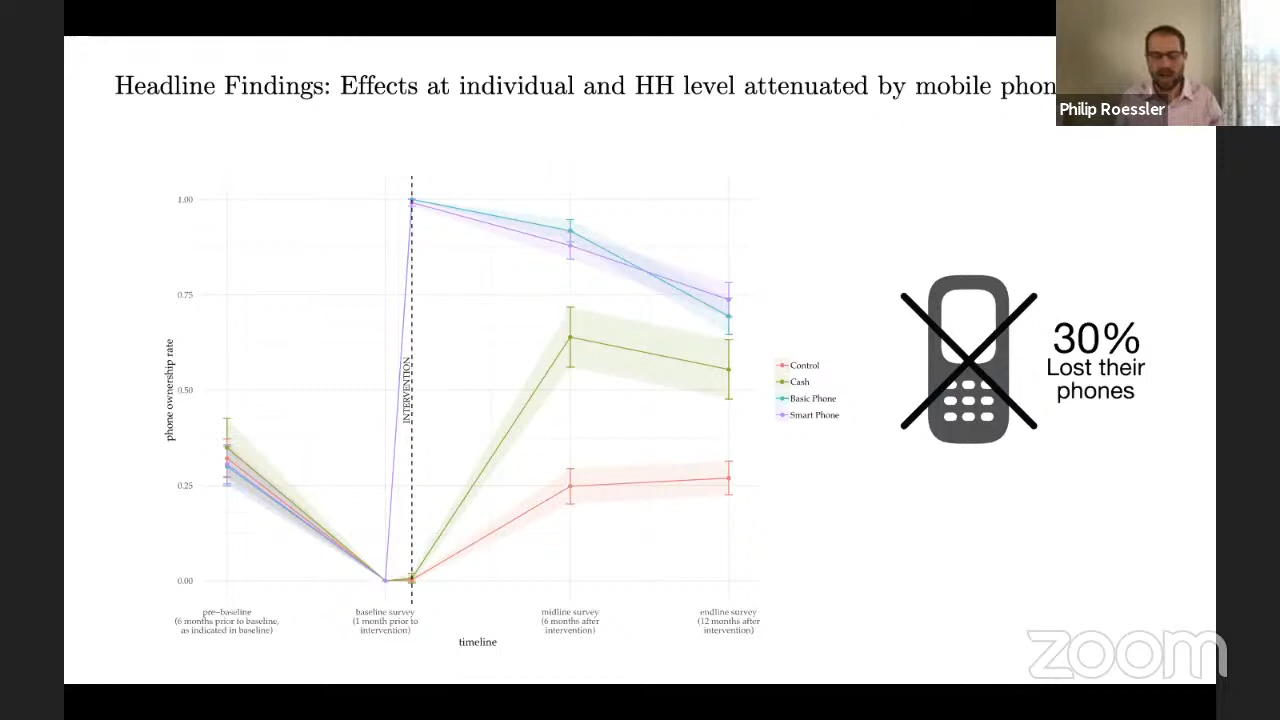 Headline Findings: Effects at individual and HH level attenuated by mobile phon
Philip Roessler
1.00
0.75
0.50
0.25
0.00
phone ownership rate
INTERVENTION
Control
Cash
Basic Phone
Smart Phone
30%
Lost their
phones
pre-baseline
(6 months prior to baseline,
as indicated in baseline)
baseline survey
(1 month prior to
intervention)
midline survey
(6 months after
intervention)
endline survey
(12 months after
intervention)
timeline
zoom